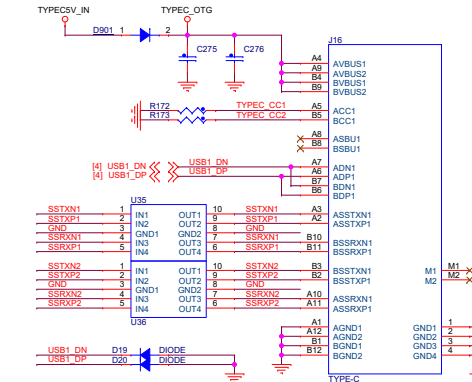 TYPEC5V_IN TYPEC_OTG
D901 1 2
C275 C276
J16
A4 AVBUS1
A9 AVBUS2
B4 BVBUS1
B9 BVBUS2
R172 TYPEC_CC1 A5 ACC1
R173 TYPEC_CC2 B5 BCC1
A8 ASBU1
B8 BSBU1
[4] USB1_DN USB1_DN A7 ADN1
[4] USB1_DP USB1_DP A6 ADP1
B7 BDN1
B6 BDP1
U35
SSTXN1 1 IN1 OUT1 10 SSTXN1 A3 ASSTXN1
SSTXP1 2 IN2 OUT2 9 SSTXP1 A2 ASSTXP1
GND 3 GND1 GND2 8 GND
SSRXN1 4 IN3 OUT3 7 SSRXN1 B10 BSSRXN1
SSRXP1 5 IN4 OUT4 6 SSRXP1 B11 BSSRXP1
SSTXN2 1 IN1 OUT1 10 SSTXN2 B3 BSSTXN1 M1 M1
SSTXP2 2 IN2 OUT2 9 SSTXP2 B2 BSSTXP1 M2 M2
GND 3 GND1 GND2 8 GND
SSRXN2 4 IN3 OUT3 7 SSRXN2 A10 ASSRXN1
SSRXP2 5 IN4 OUT4 6 SSRXP2 A11 ASSRXP1
U36
A1 AGND1 GND1 1
A12 AGND2 GND2 2
B1 BGND1 GND3 3
B12 BGND2 GND4 4
USB1_DN D19 DIODE
USB1_DP D20 DIODE
TYPE-C